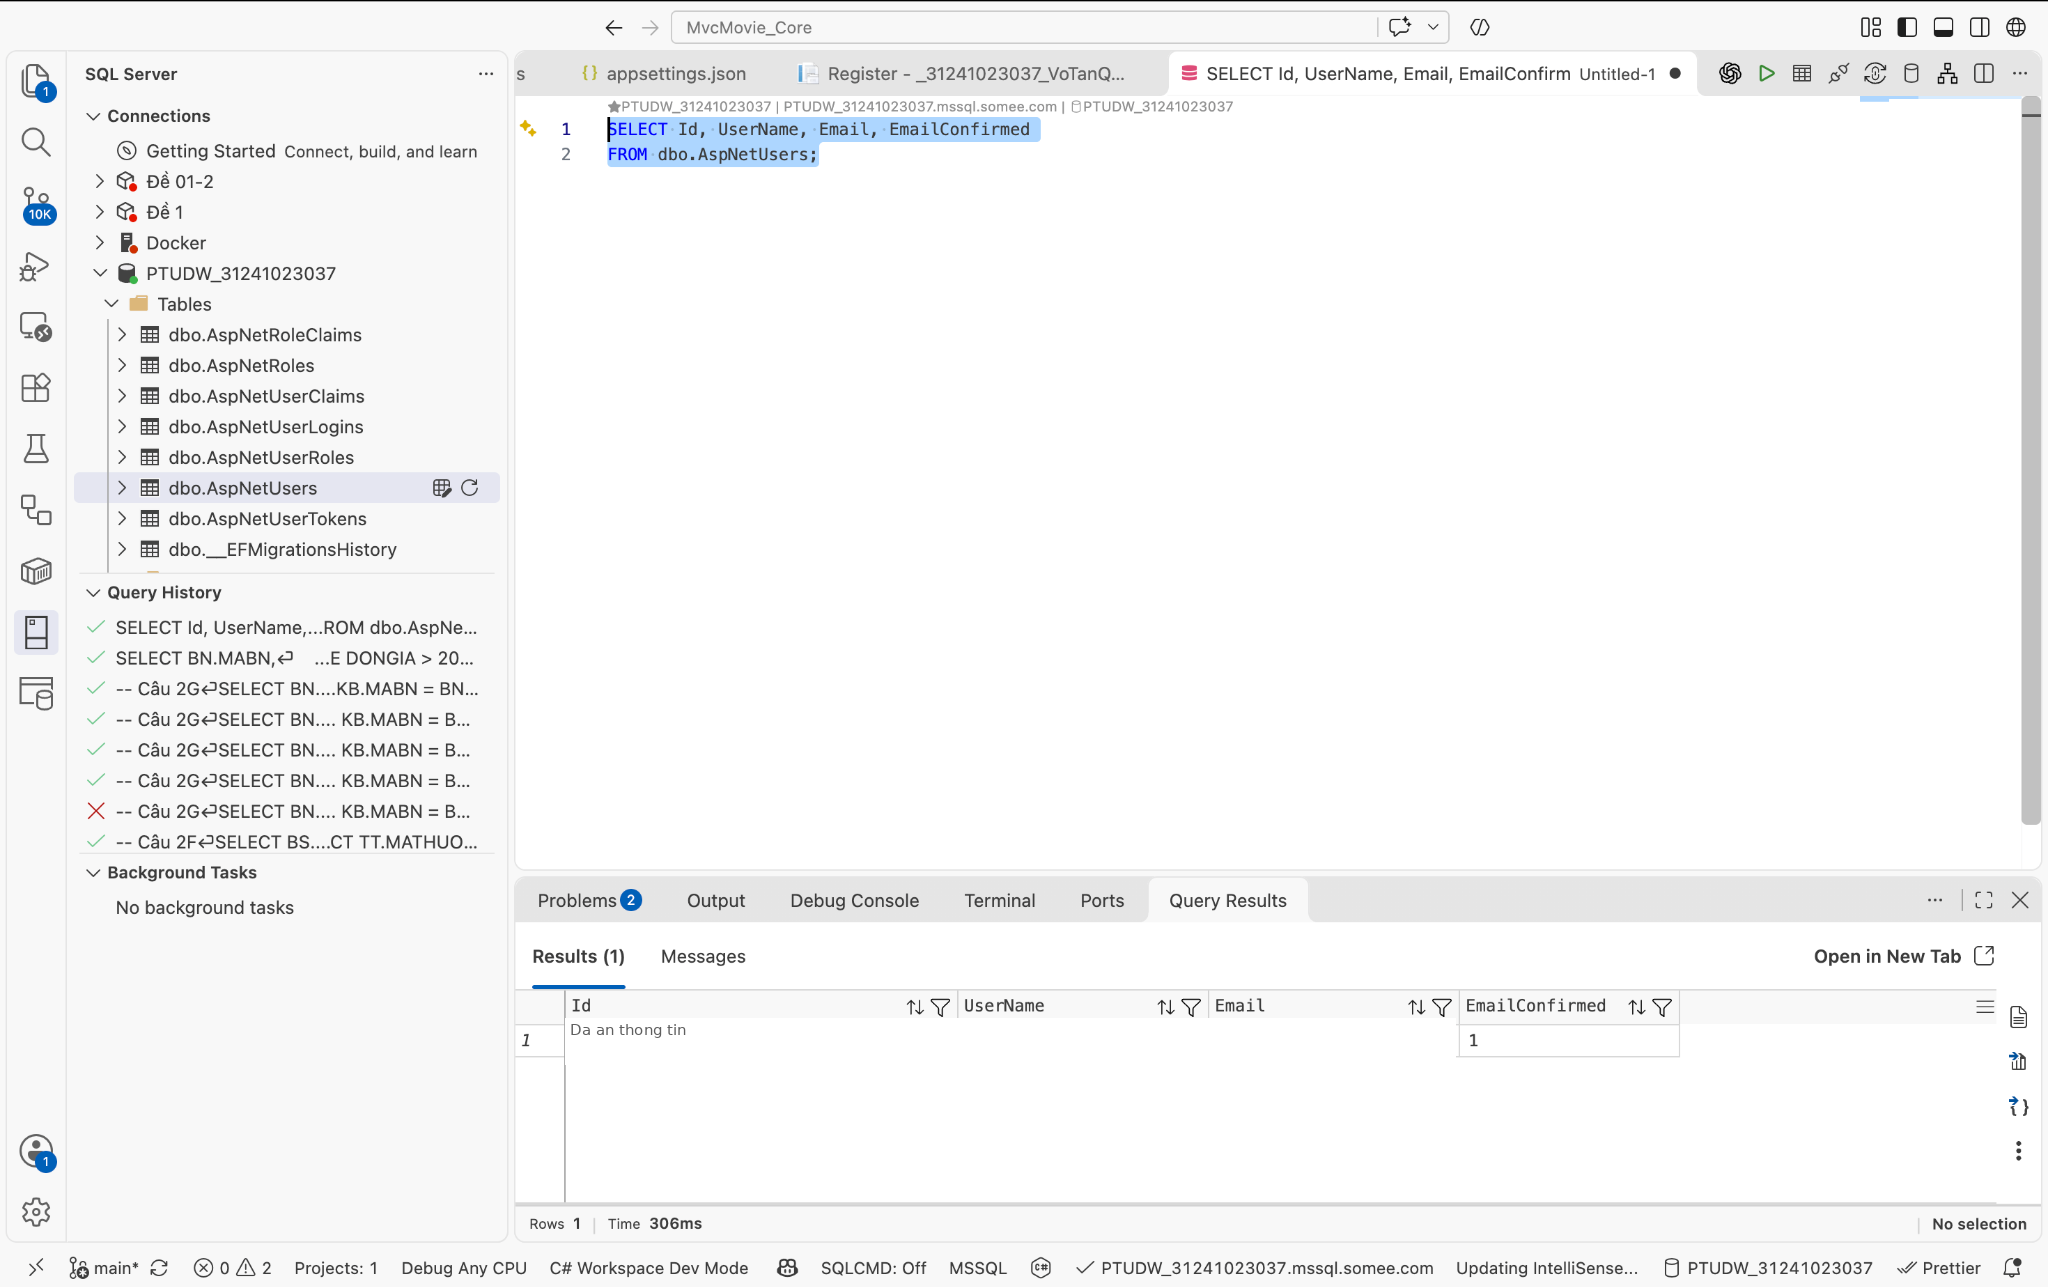 MvcMovie_Core
SQL Server
Connections
Getting Started Connect, build, and learn
Đề 01-2
Đề 1
Docker
PTUDW_31241023037
Tables
dbo.AspNetRoleClaims
dbo.AspNetRoles
dbo.AspNetUserClaims
dbo.AspNetUserLogins
dbo.AspNetUserRoles
dbo.AspNetUsers
dbo.AspNetUserTokens
dbo.__EFMigrationsHistory
Query History
SELECT Id, UserName,...ROM dbo.AspNe...
SELECT BN.MABN,↵ ...E DONGIA > 20...
-- Câu 2G↵SELECT BN....KB.MABN = BN...
-- Câu 2G↵SELECT BN.... KB.MABN = B...
-- Câu 2G↵SELECT BN.... KB.MABN = B...
-- Câu 2G↵SELECT BN.... KB.MABN = B...
-- Câu 2G↵SELECT BN.... KB.MABN = B...
-- Câu 2F↵SELECT BS....CT TT.MATHUO...
Background Tasks
No background tasks
1
10K
1
s appsettings.json Register - _31241023037_VoTanQ... SELECT Id, UserName, Email, EmailConfirm Untitled-1
PTUDW_31241023037 | PTUDW_31241023037.mssql.somee.com | PTUDW_31241023037
1 SELECT Id, UserName, Email, EmailConfirmed
2 FROM dbo.AspNetUsers;
Problems 2 Output Debug Console Terminal Ports Query Results
Results (1) Messages Open in New Tab
Id UserName Email EmailConfirmed
Da an thong tin
1 1
Rows 1 | Time 306ms No selection
main* 0 2 Projects: 1 Debug Any CPU C# Workspace Dev Mode SQLCMD: Off MSSQL PTUDW_31241023037.mssql.somee.com Updating IntelliSense... PTUDW_31241023037 Prettier